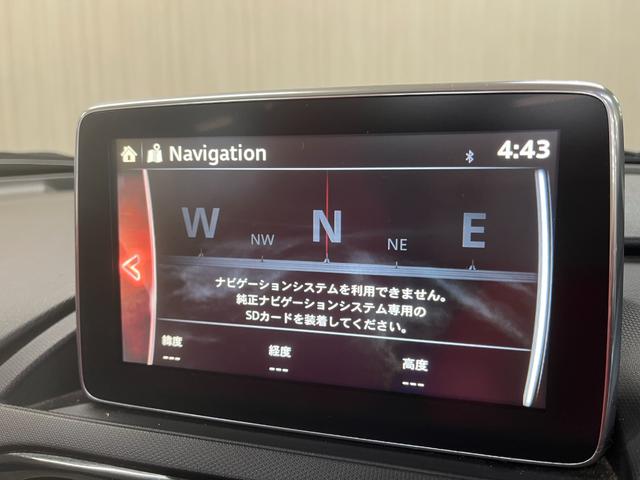 Navigation 4:43
W NW N NE E
ナビゲーションシステムを利用できません。
純正ナビゲーションシステム専用の
SDカードを装着してください。
緯度 経度 高度
--- --- ---